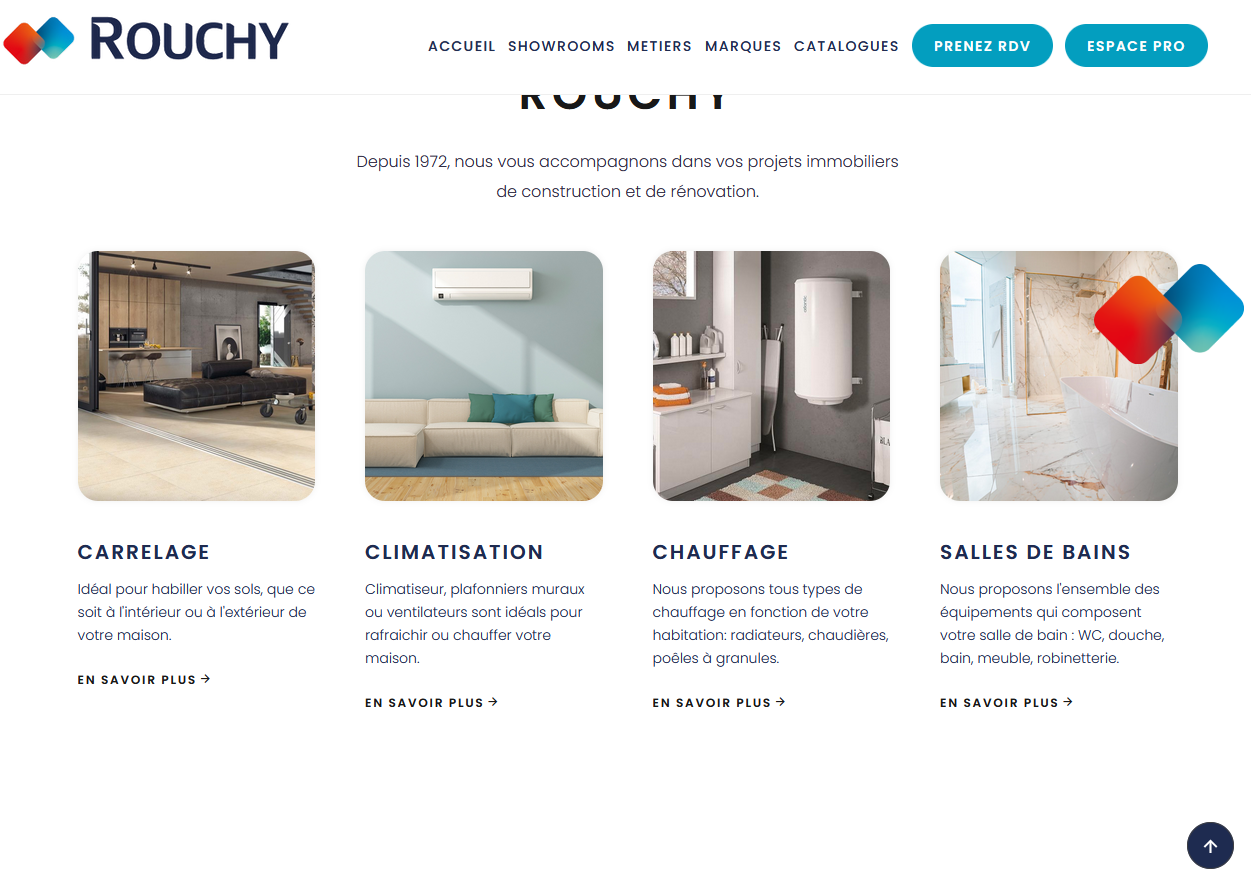 ROUCHY
ACCUEIL SHOWROOMS METIERS MARQUES CATALOGUES PRENEZ RDV ESPACE PRO
ROUCHY
Depuis 1972, nous vous accompagnons dans vos projets immobiliers
de construction et de rénovation.
CARRELAGE
Idéal pour habiller vos sols, que ce
soit à l'intérieur ou à l'extérieur de
votre maison.
EN SAVOIR PLUS →
CLIMATISATION
Climatiseur, plafonniers muraux
ou ventilateurs sont idéals pour
rafraichir ou chauffer votre
maison.
EN SAVOIR PLUS →
CHAUFFAGE
Nous proposons tous types de
chauffage en fonction de votre
habitation: radiateurs, chaudières,
poêles à granules.
EN SAVOIR PLUS →
SALLES DE BAINS
Nous proposons l'ensemble des
équipements qui composent
votre salle de bain : WC, douche,
bain, meuble, robinetterie.
EN SAVOIR PLUS →